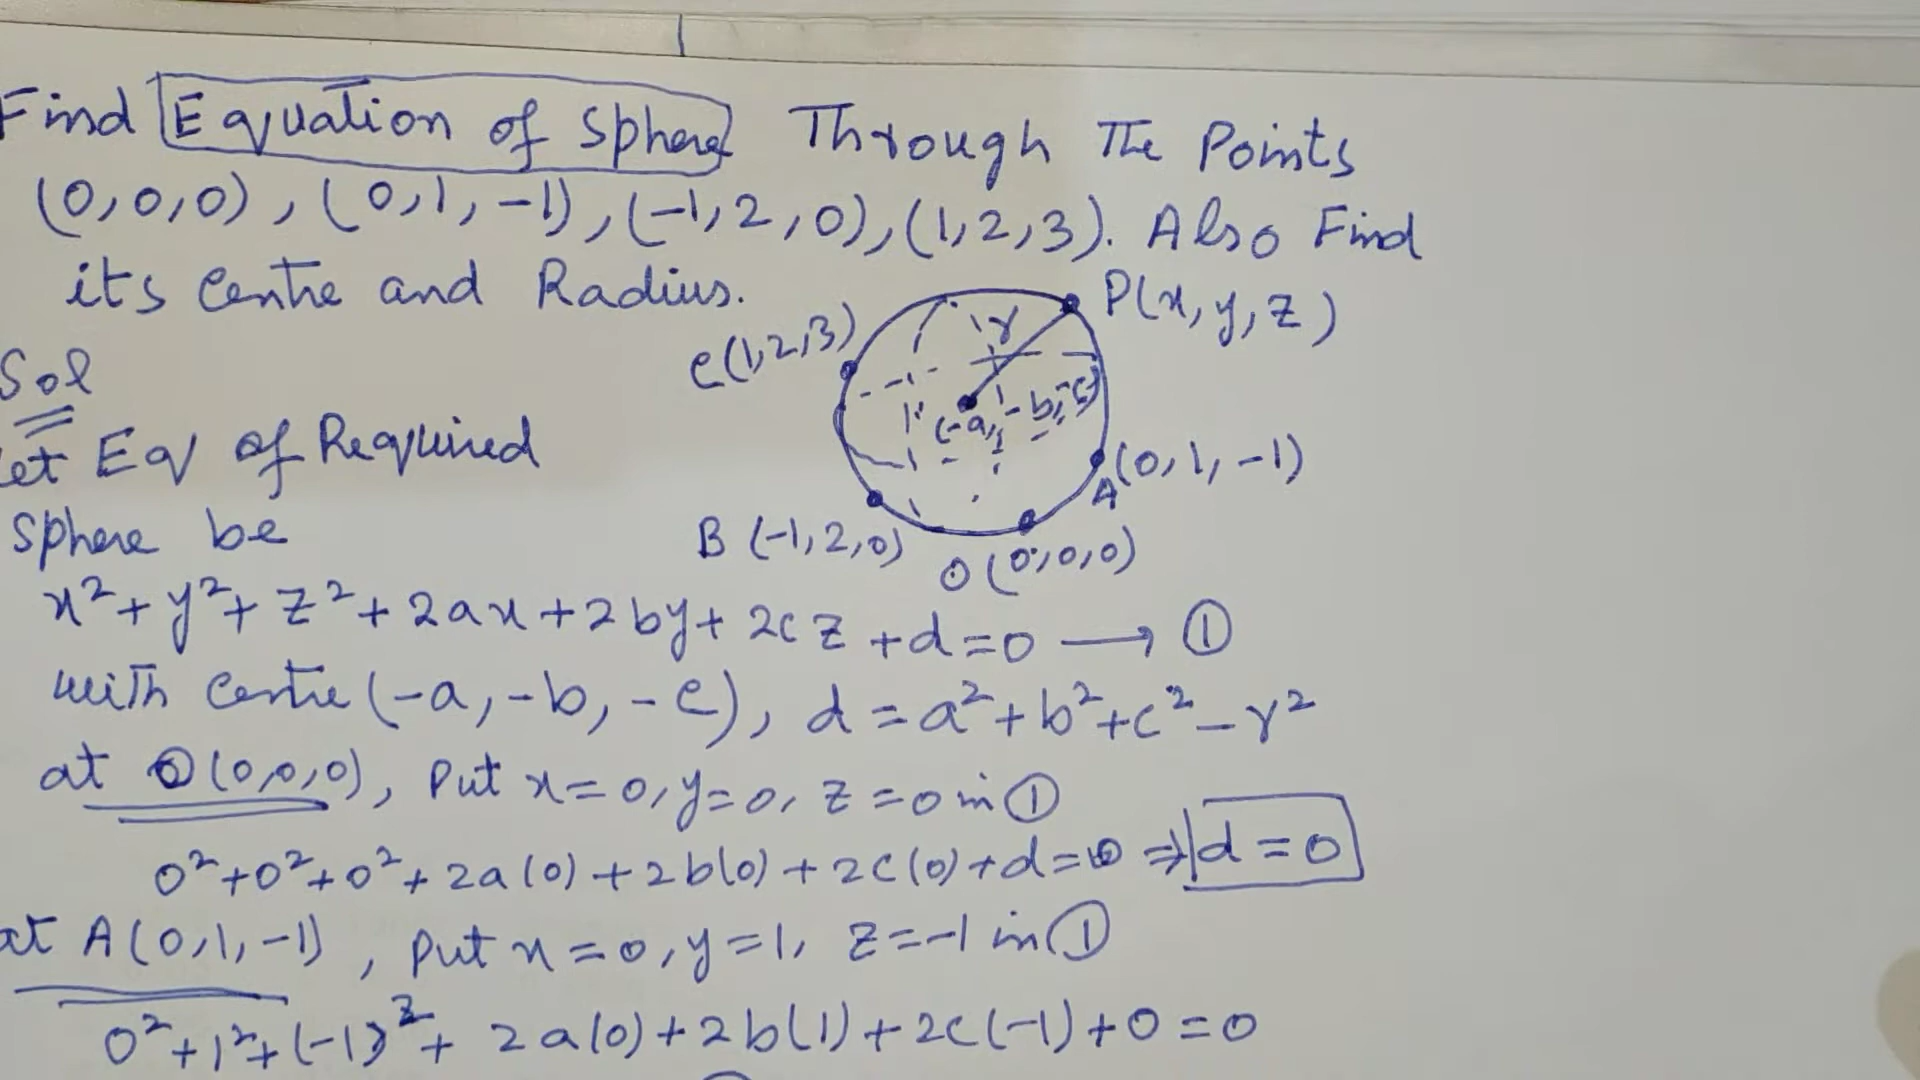 Find Equation of Sphere Through The Points
(0,0,0), (0,1,-1), (-1,2,0), (1,2,3). Also Find
its Centre and Radius.
P(x,y,z)
C(1,2,3)
r
(-a,-b,-c)
Sol
Let Eq of Required
A(0,1,-1)
Sphere be
B(-1,2,0)
O(0,0,0)
x²+y²+z²+2ax+2by+2cz+d=0 → ①
with centre (-a,-b,-c), d=a²+b²+c²-r²
at O(0,0,0), Put x=0,y=0,z=0 in ①
0²+0²+0²+2a(0)+2b(0)+2c(0)+d=0 ⇒ d=0
at A(0,1,-1), Put x=0,y=1, z=-1 in ①
0²+1²+(-1)²+2a(0)+2b(1)+2c(-1)+0=0